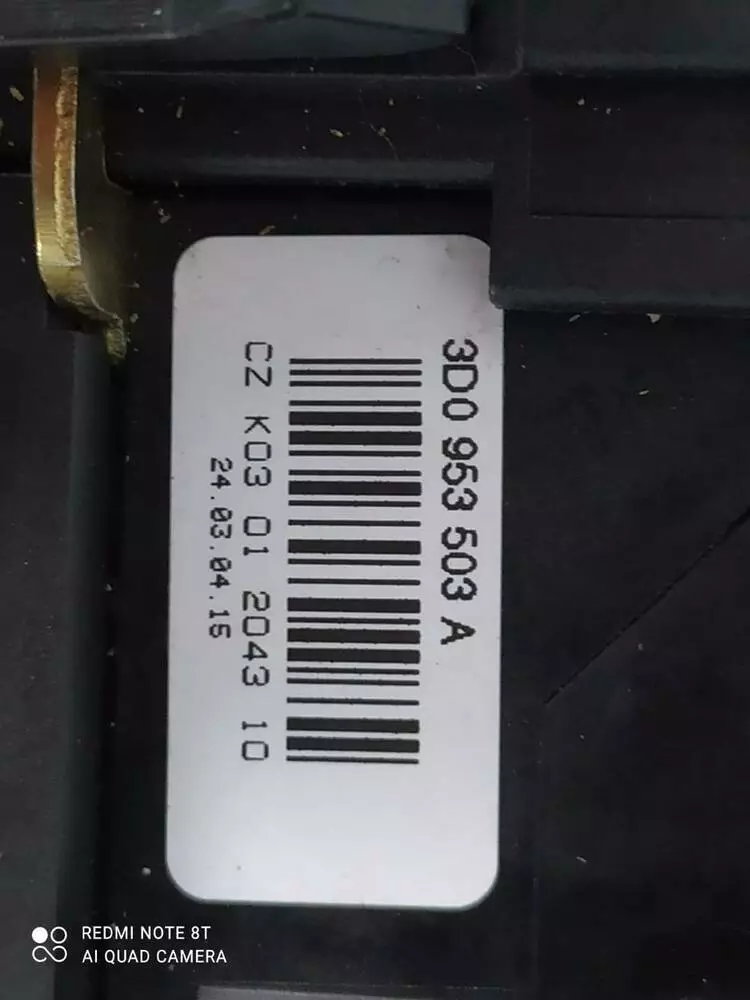 3D0 953 503 A
CZ K03 01 2043 10
24.03.04.15
REDMI NOTE 8T
AI QUAD CAMERA